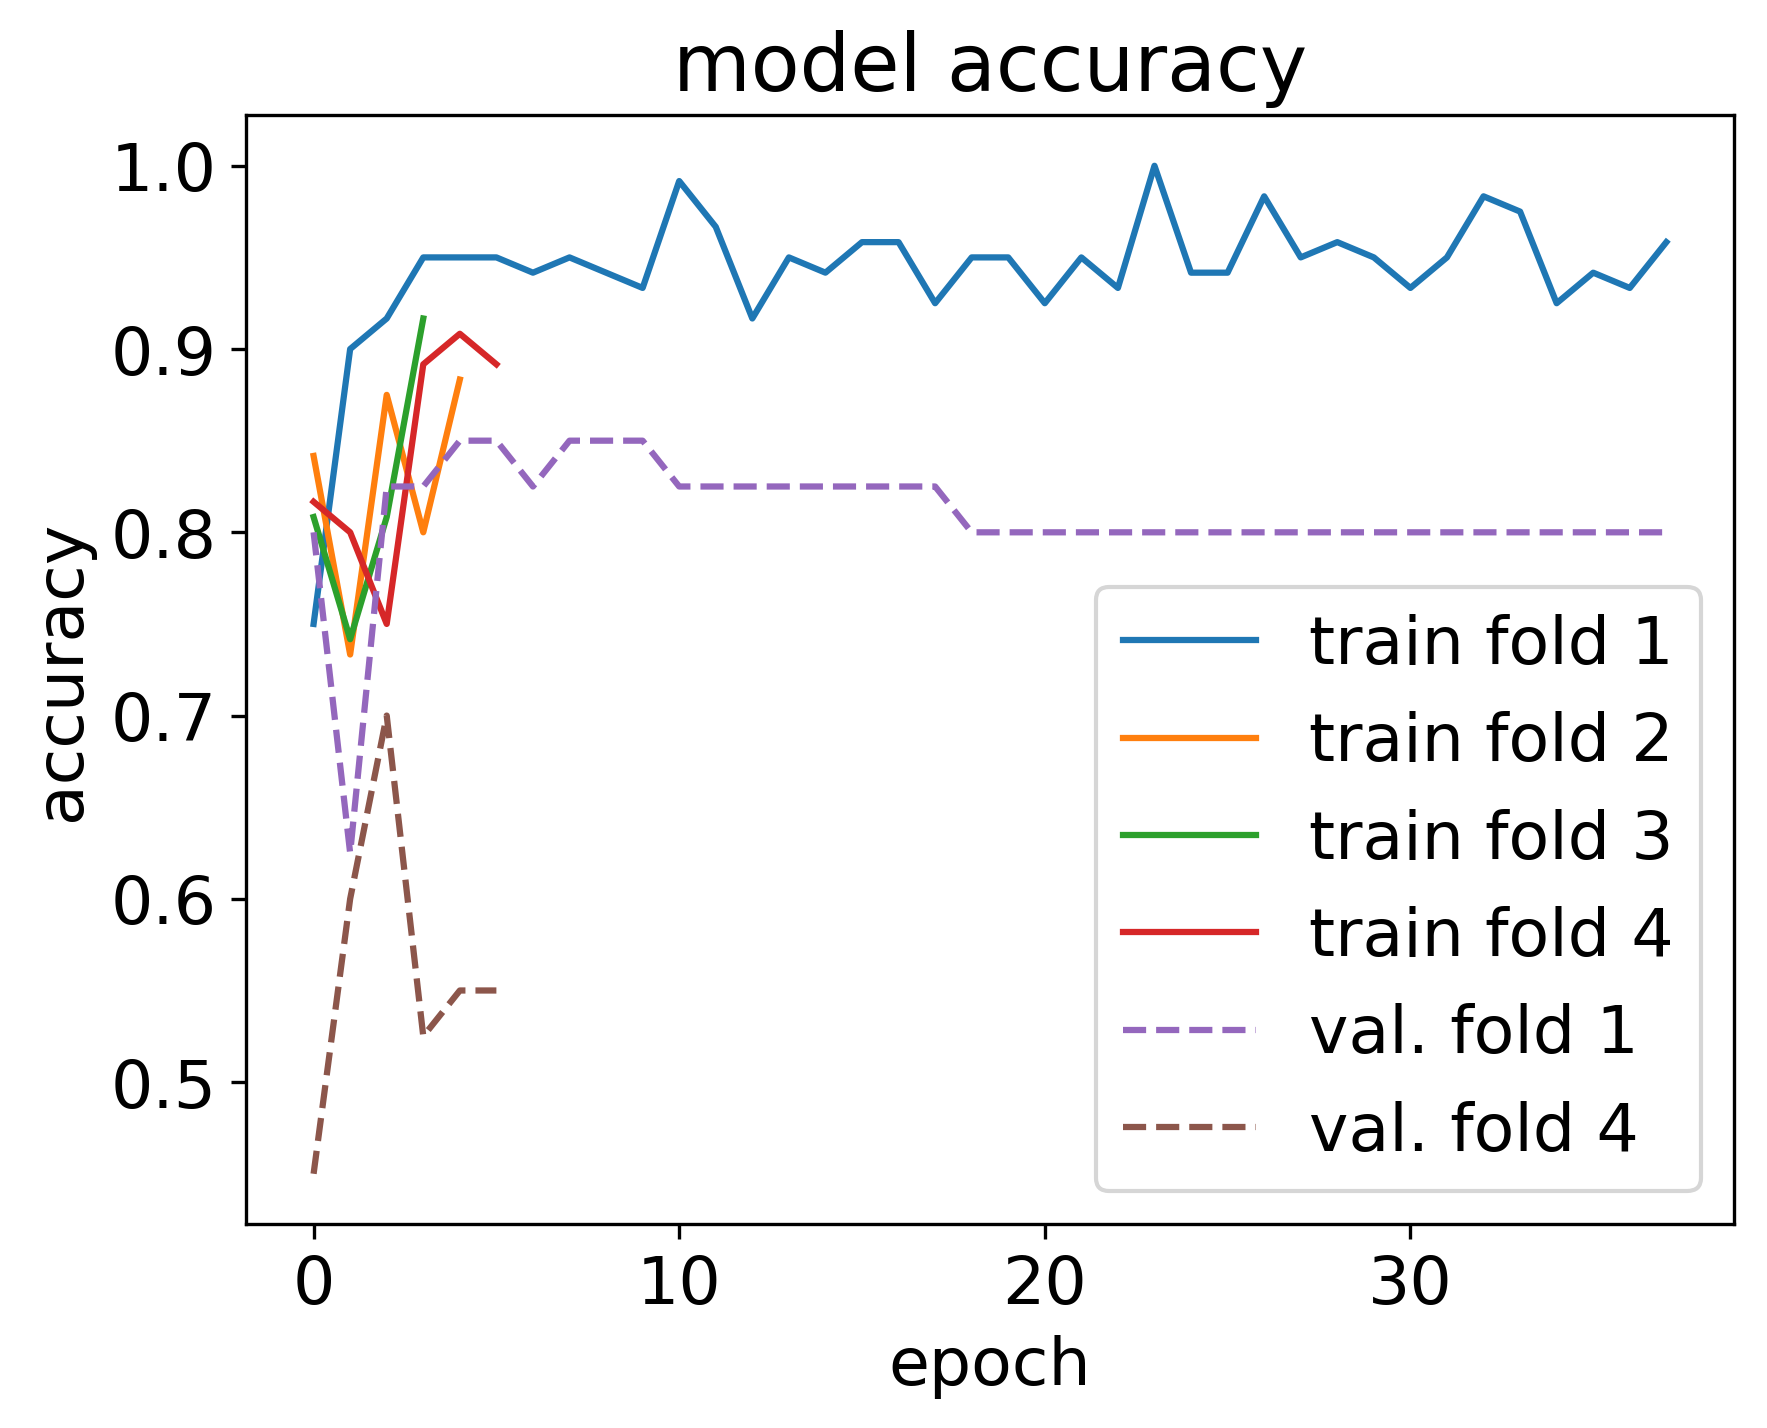 model accuracy
accuracy
1.0
0.9
0.8
0.7
0.6
0.5
train fold 1
train fold 2
train fold 3
train fold 4
val. fold 1
val. fold 4
0 10 20 30
epoch